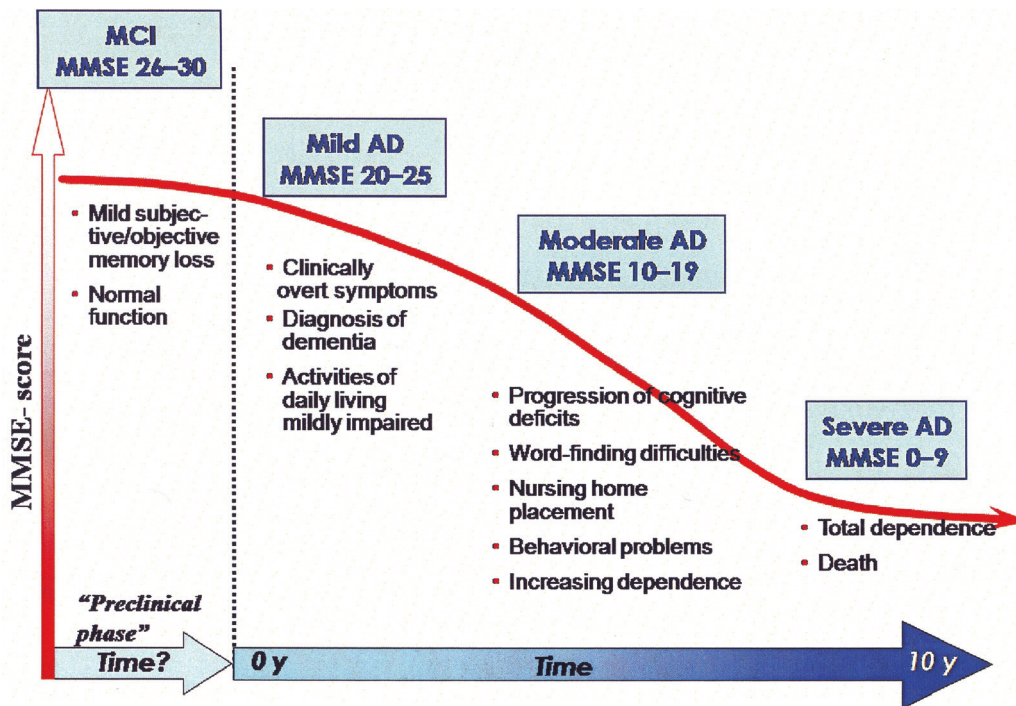 MCI
MMSE 26–30
Mild AD
MMSE 20–25
Moderate AD
MMSE 10–19
Severe AD
MMSE 0–9
• Mild subjec-
tive/objective
memory loss
• Normal
function
• Clinically
overt symptoms
• Diagnosis of
dementia
• Activities of
daily living
mildly impaired
• Progression of cognitive
deficits
• Word-finding difficulties
• Nursing home
placement
• Behavioral problems
• Increasing dependence
• Total dependence
• Death
MMSE- score
"Preclinical
phase"
Time?
0 y
Time
10 y